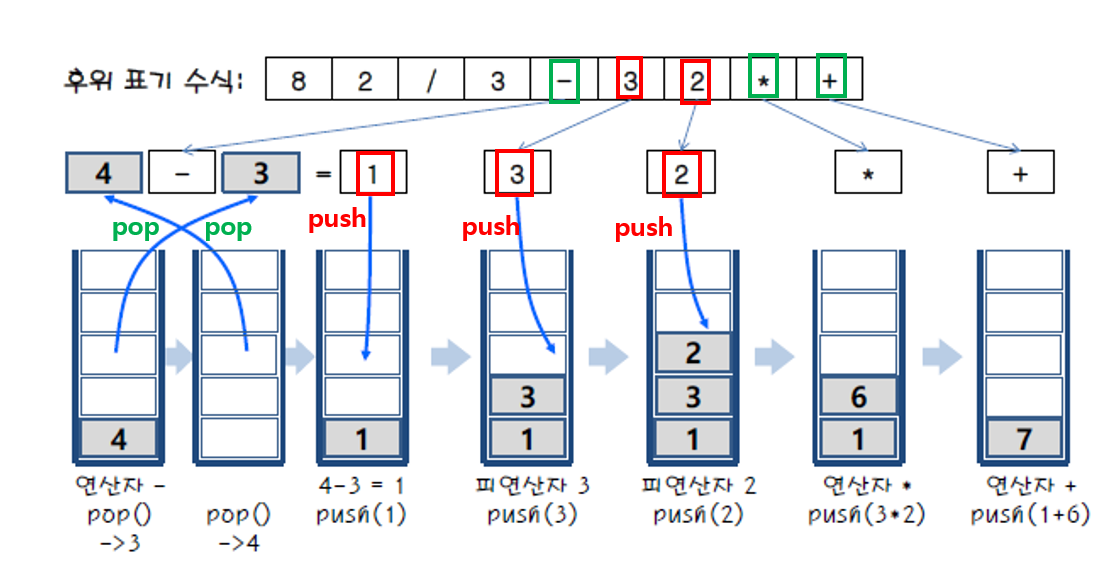 후위 표기 수식: 8 2 / 3 - 3 2 * +
4 - 3 = 1 3 2 * +
pop pop push push push
2
3 3 6
4 1 1 1 1 7
연산자 - 4-3 = 1 피연산자 3 피연산자 2 연산자 * 연산자 +
pop() pop() push(1) push(3) push(2) push(3*2) push(1+6)
->3 ->4